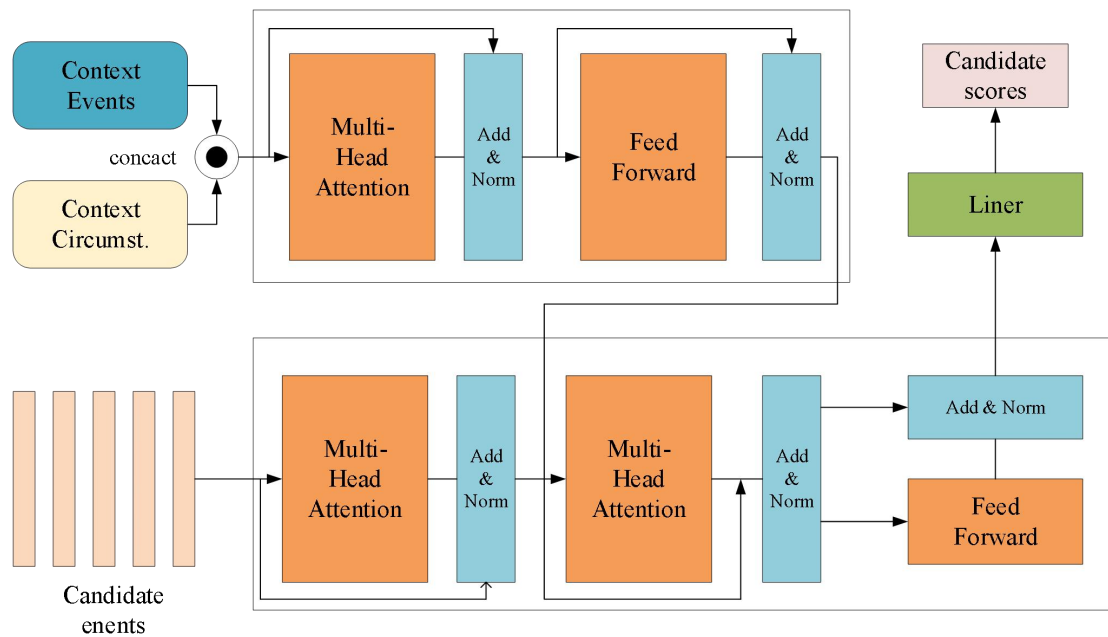 Context
Events
concact
Context
Circumst.
Multi-
Head
Attention
Add
&
Norm
Feed
Forward
Add
&
Norm
Candidate
scores
Liner
Candidate
enents
Multi-
Head
Attention
Add
&
Norm
Multi-
Head
Attention
Add
&
Norm
Add & Norm
Feed
Forward